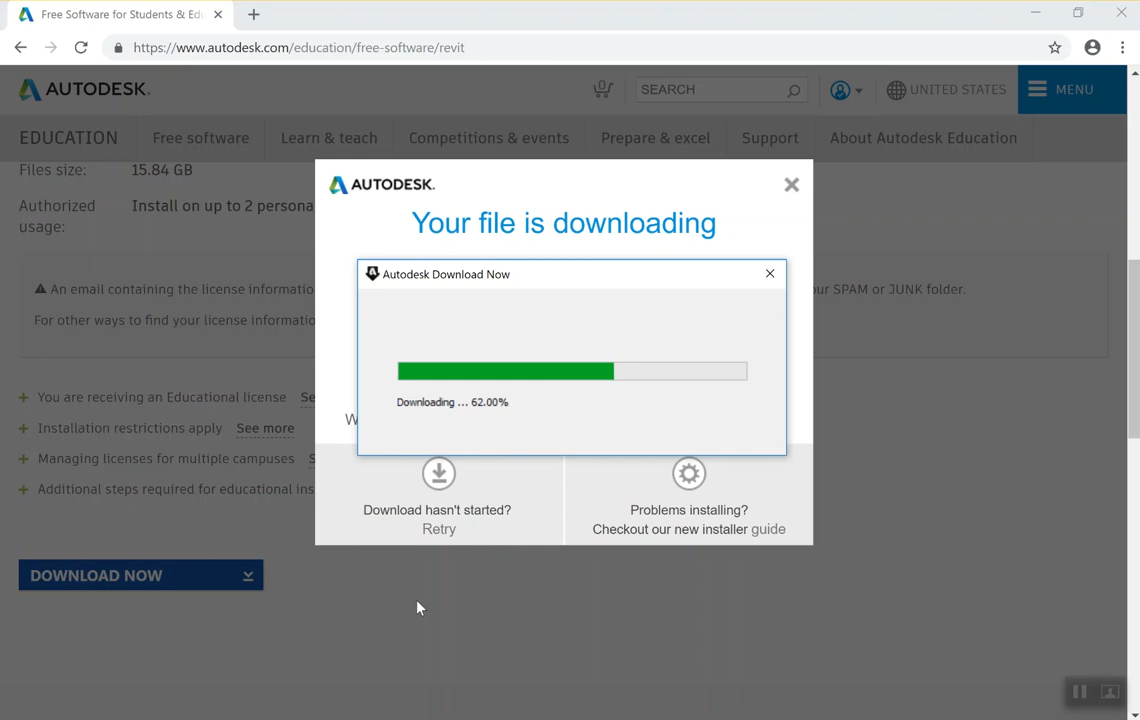 Free Software for Students & Edu
https://www.autodesk.com/education/free-software/revit
AUTODESK.
0
SEARCH
UNITED STATES
MENU
EDUCATION
Free software
Learn & teach
Competitions & events
Prepare & excel
Support
About Autodesk Education
Files size: 15.84 GB
Authorized usage: Install on up to 2 persona
AUTODESK.
Your file is downloading
Autodesk Download Now
Downloading ... 62.00%
W
An email containing the license informatio
our SPAM or JUNK folder.
For other ways to find your license informatio
+ You are receiving an Educational license Se
+ Installation restrictions apply See more
+ Managing licenses for multiple campuses S
+ Additional steps required for educational ins
Download hasn't started?
Retry
Problems installing?
Checkout our new installer guide
DOWNLOAD NOW